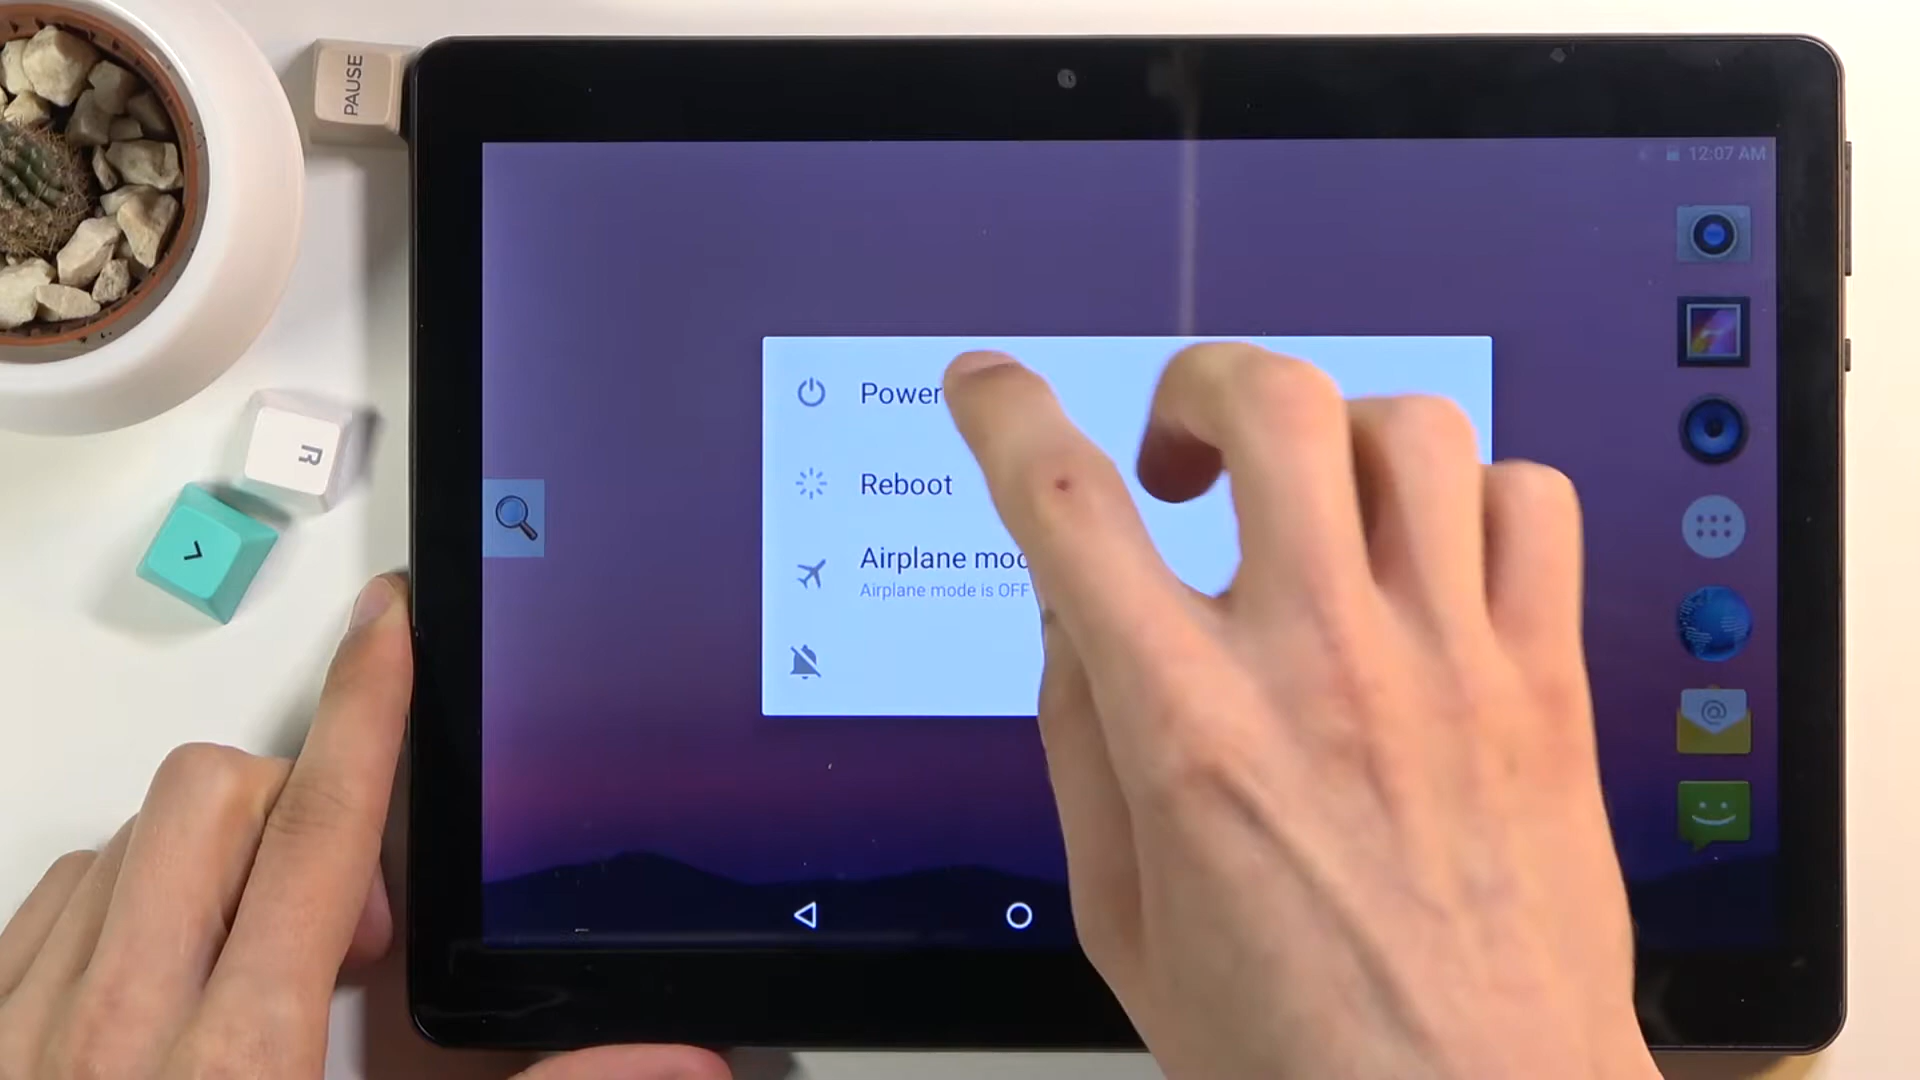 PAUSE
12:07 AM
Power
Reboot
Airplane mod
Airplane mode is OFF
R
@